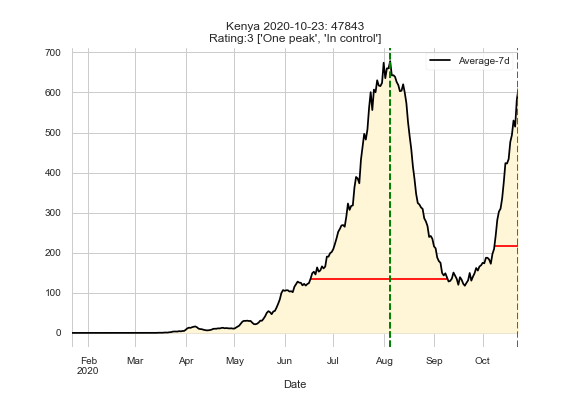 Kenya 2020-10-23: 47843
Rating:3 ['One peak', 'In control']
Average-7d
700
600
500
400
300
200
100
0
Feb Mar Apr May Jun Jul Aug Sep Oct
2020
Date